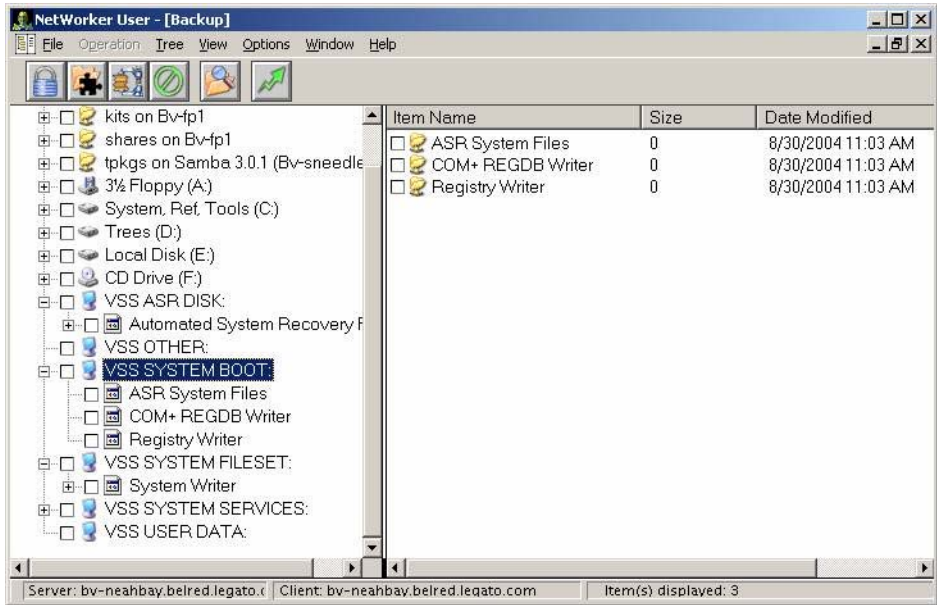 NetWorker User - [Backup]
File Operation Tree View Options Window Help
kits on Bv-fp1
shares on Bv-fp1
tpkgs on Samba 3.0.1 (Bv-sneedle
3½ Floppy (A:)
System, Ref, Tools (C:)
Trees (D:)
Local Disk (E:)
CD Drive (F:)
VSS ASR DISK:
Automated System Recovery F
VSS OTHER:
VSS SYSTEM BOOT:
ASR System Files
COM+ REGDB Writer
Registry Writer
VSS SYSTEM FILESET:
System Writer
VSS SYSTEM SERVICES:
VSS USER DATA:
Item Name Size Date Modified
ASR System Files 0 8/30/2004 11:03 AM
COM+ REGDB Writer 0 8/30/2004 11:03 AM
Registry Writer 0 8/30/2004 11:03 AM
Server: bv-neahbay.belred.legato.c Client: bv-neahbay.belred.legato.com Item(s) displayed: 3